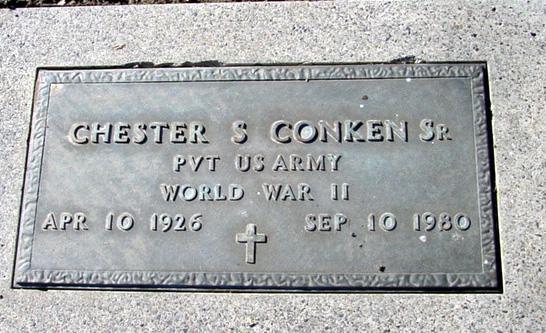 CHESTER S CONKEN SR
PVT US ARMY
WORLD WAR II
APR 10 1926 SEP 10 1980